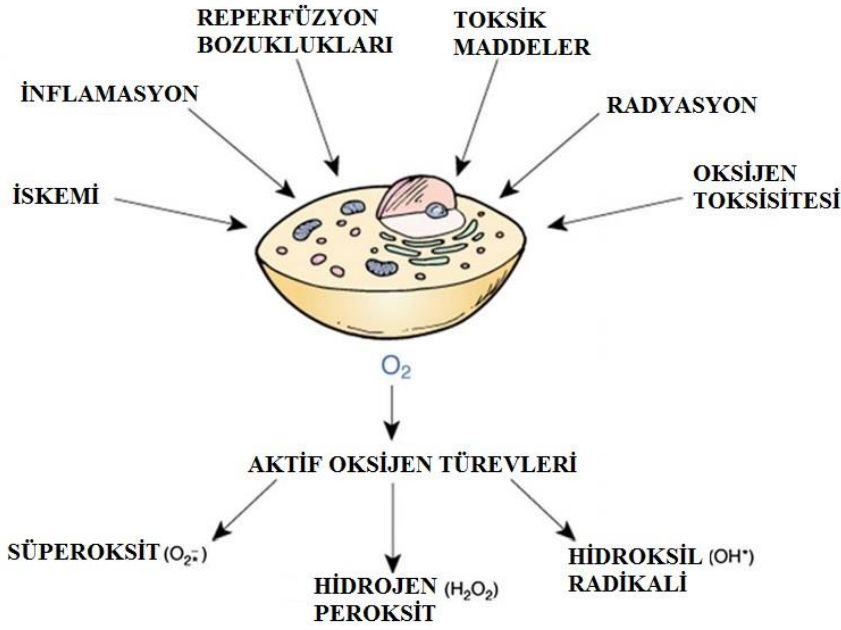 REPERFÜZYON
BOZUKLUKLARI
TOKSİK
MADDELER
İNFLAMASYON
RADYASYON
İSKEMİ
OKSİJEN
TOKSİSİTESİ
O₂
AKTİF OKSİJEN TÜREVLERİ
SÜPEROKSİT (O₂•̄)
HİDROJEN (H₂O₂)
PEROKSİT
HİDROKSİL (OH•)
RADİKALİ